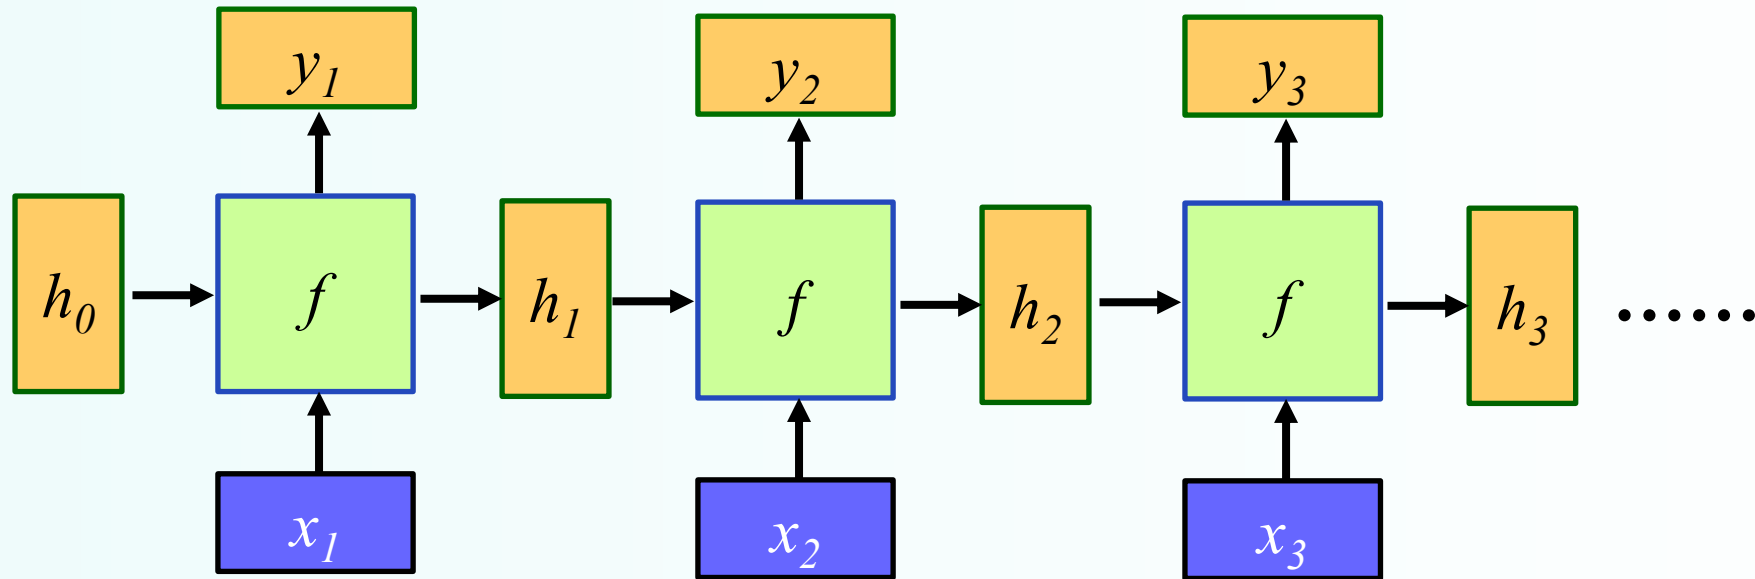 y₁ y₂ y₃
h₀ f h₁ f h₂ f h₃ ......
x₁ x₂ x₃